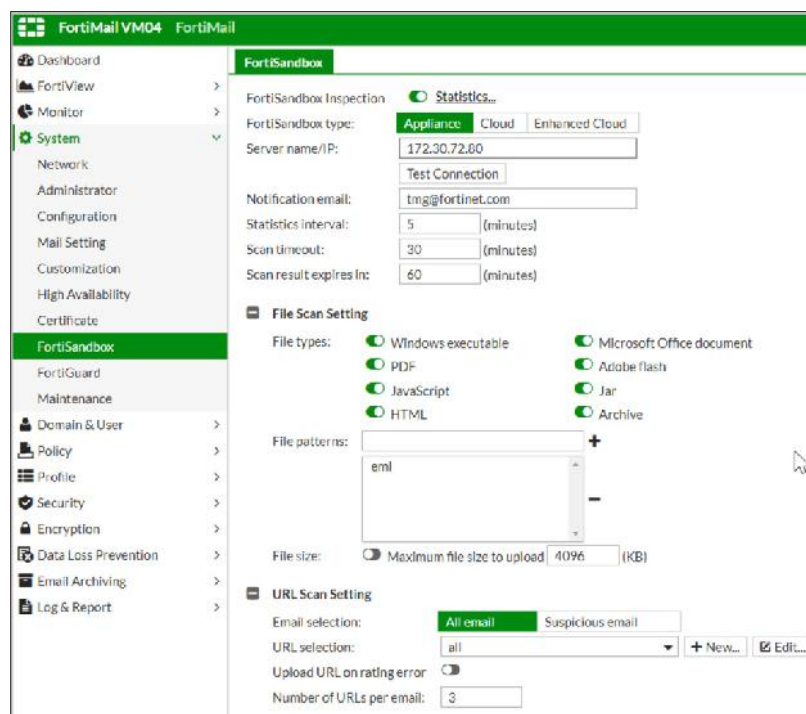 FortiMail VM04 FortiMail
Dashboard
FortiView
Monitor
System
Network
Administrator
Configuration
Mail Setting
Customization
High Availability
Certificate
FortiSandbox
FortiGuard
Maintenance
Domain & User
Policy
Profile
Security
Encryption
Data Loss Prevention
Email Archiving
Log & Report
FortiSandbox
FortiSandbox Inspection Statistics...
FortiSandbox type: Appliance Cloud Enhanced Cloud
Server name/IP: 172.30.72.80
Test Connection
Notification email: tmg@fortinet.com
Statistics interval: 5 (minutes)
Scan timeout: 30 (minutes)
Scan result expires in: 60 (minutes)
File Scan Setting
File types: Windows executable Microsoft Office document
PDF Adobe flash
JavaScript Jar
HTML Archive
File patterns:
eml
File size: Maximum file size to upload 4096 (KB)
URL Scan Setting
Email selection: All email Suspicious email
URL selection: all + New... Edit...
Upload URL on rating error
Number of URLs per email: 3